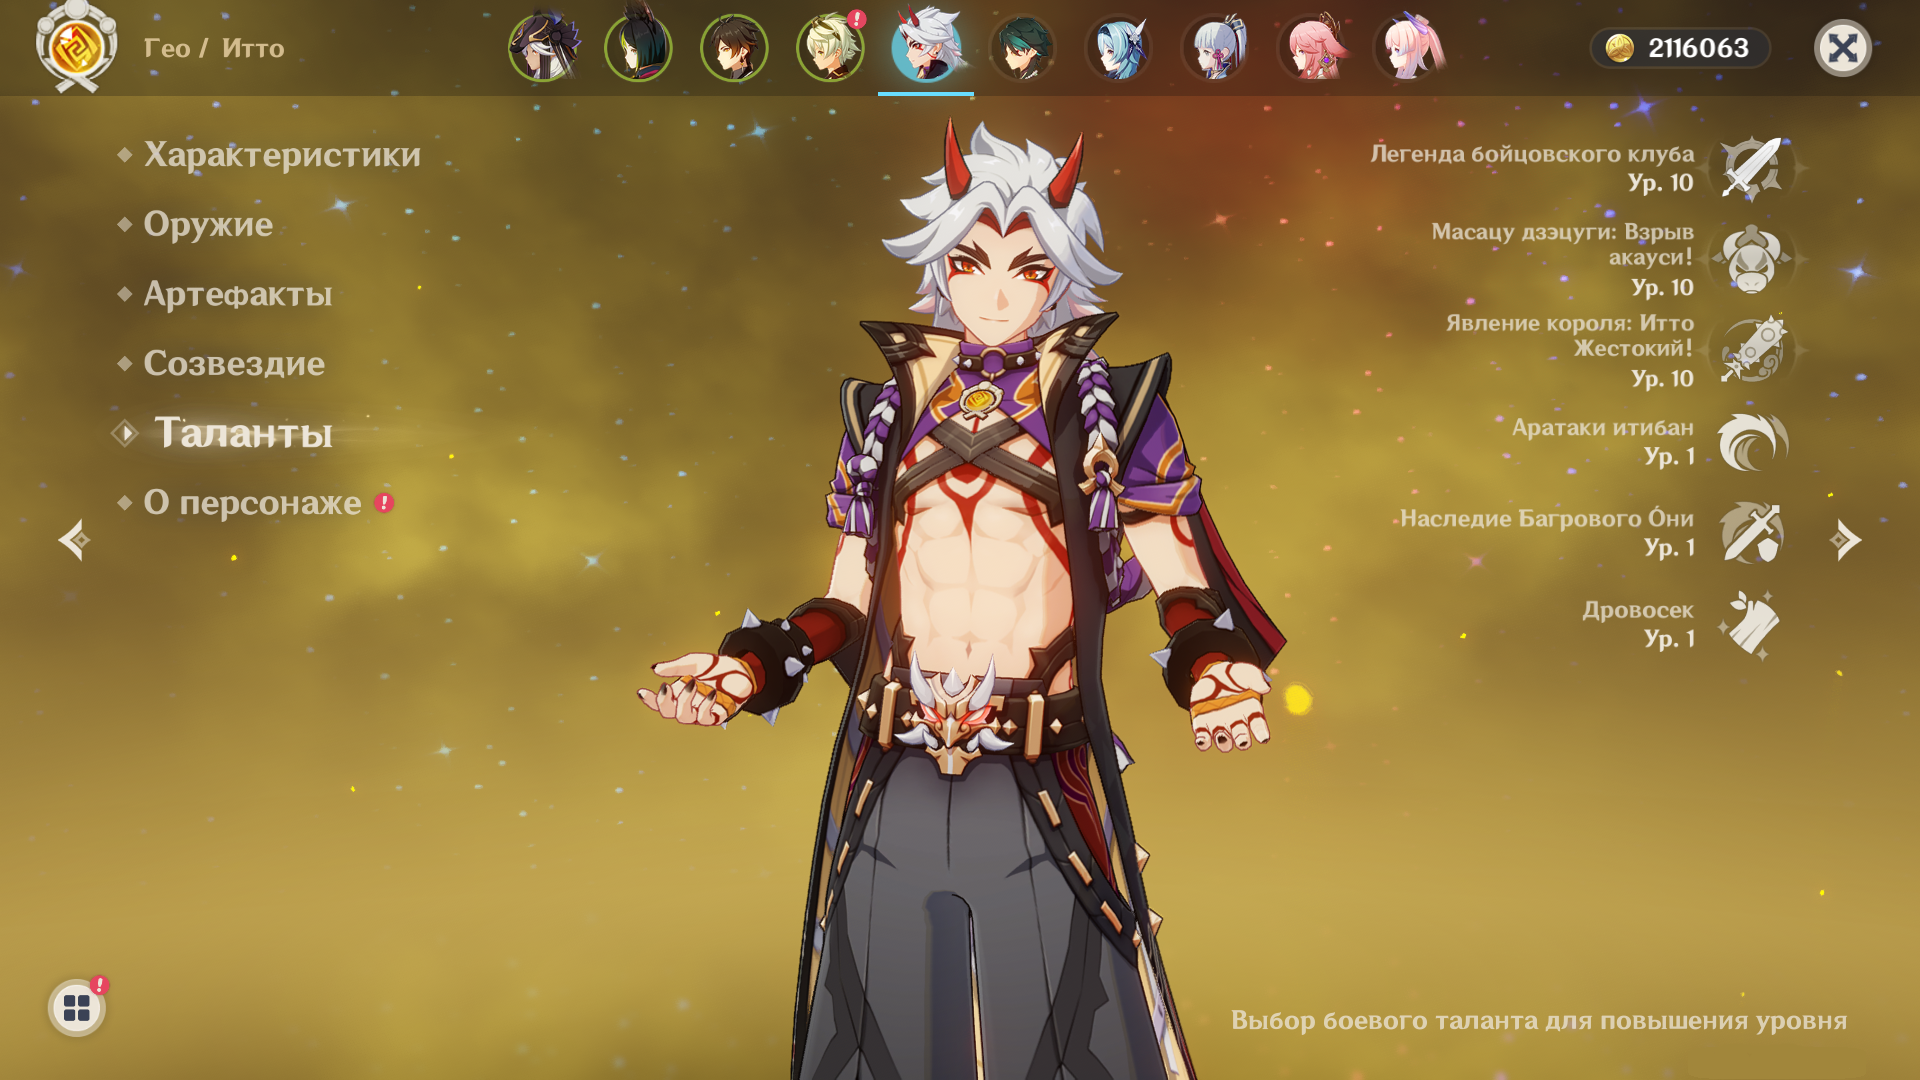 Гео / Итто
2116063
Характеристики
Оружие
Артефакты
Созвездие
Таланты
О персонаже
Легенда бойцовского клуба
Ур. 10
Масацу дзэцуги: Взрыв
акауси!
Ур. 10
Явление короля: Итто
Жестокий!
Ур. 10
Аратаки итибан
Ур. 1
Наследие Багрового Óни
Ур. 1
Дровосек
Ур. 1
Выбор боевого таланта для повышения уровня